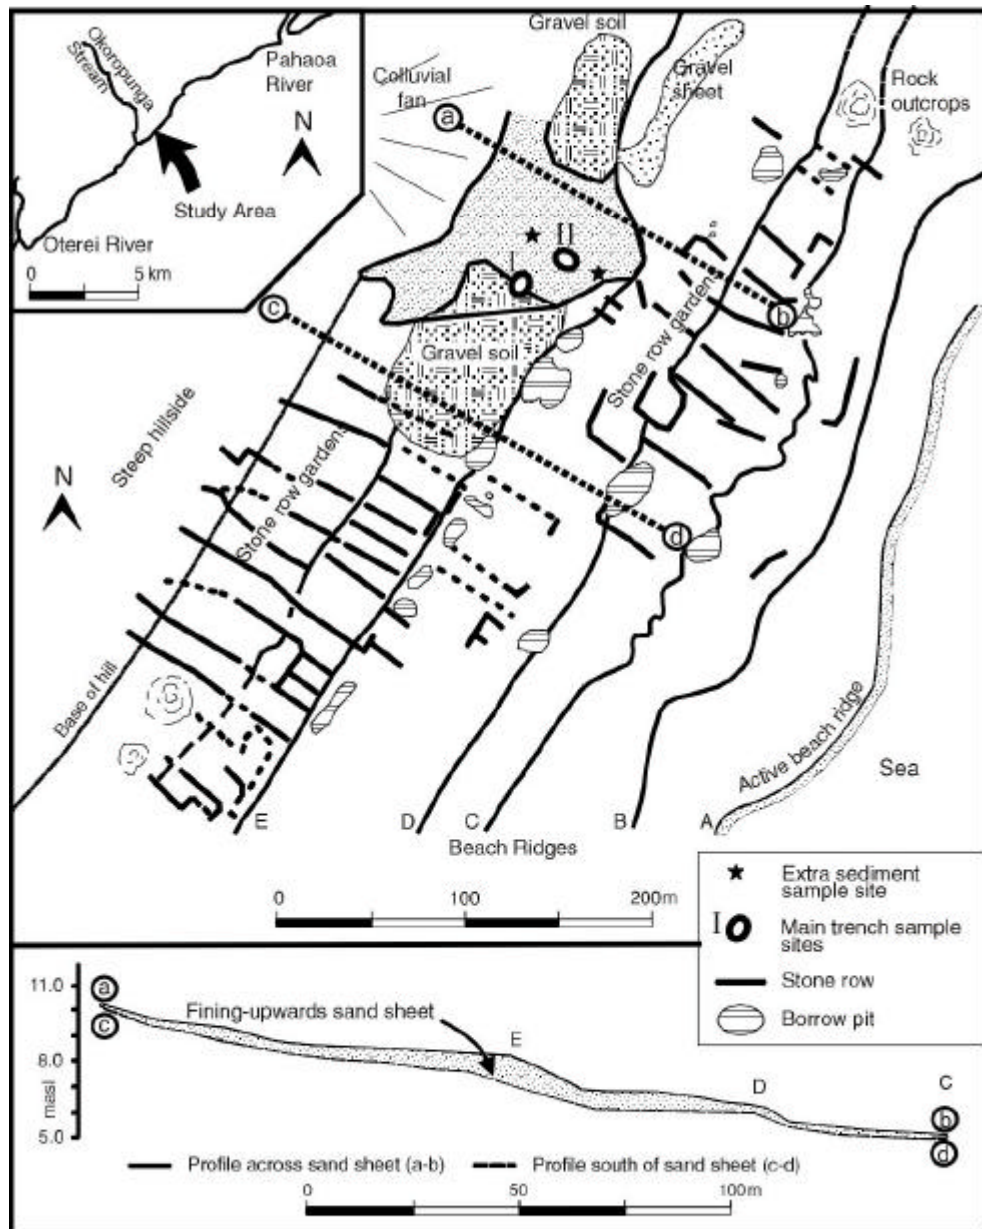 Okoropunga
Stream
Pahaoa
River
N
Study Area
Oterei River
0 5 km
Gravel soil
Colluvial
fan
Gravel
sheet
Rock
outcrops
a
II
I
b
c
Gravel soil
Stone row gardens
Steep hillside
N
Stone row gardens
d
Base of hill
Active beach ridge
Sea
E D C B A
Beach Ridges
0 100 200m
Extra sediment
sample site
I Main trench sample
sites
Stone row
Borrow pit
11.0
8.0
5.0
masl
a
c
Fining-upwards sand sheet
E
D
C
b
d
Profile across sand sheet (a-b) Profile south of sand sheet (c-d)
0 50 100m